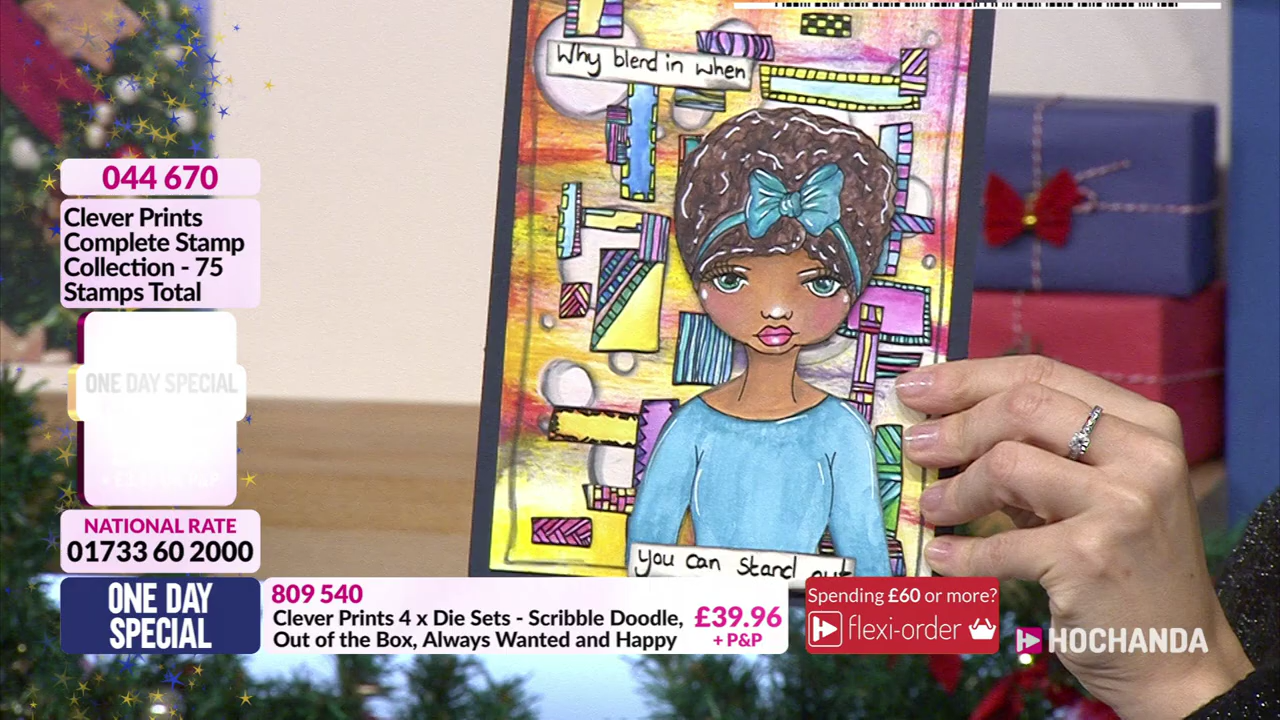 Why blend in when
you can stand out
044 670
Clever Prints
Complete Stamp
Collection - 75
Stamps Total
ONE DAY SPECIAL
NATIONAL RATE
01733 60 2000
ONE DAY
SPECIAL
809 540
Clever Prints 4 x Die Sets - Scribble Doodle,
Out of the Box, Always Wanted and Happy
£39.96
+ P&P
Spending £60 or more?
flexi-order
HOCHANDA